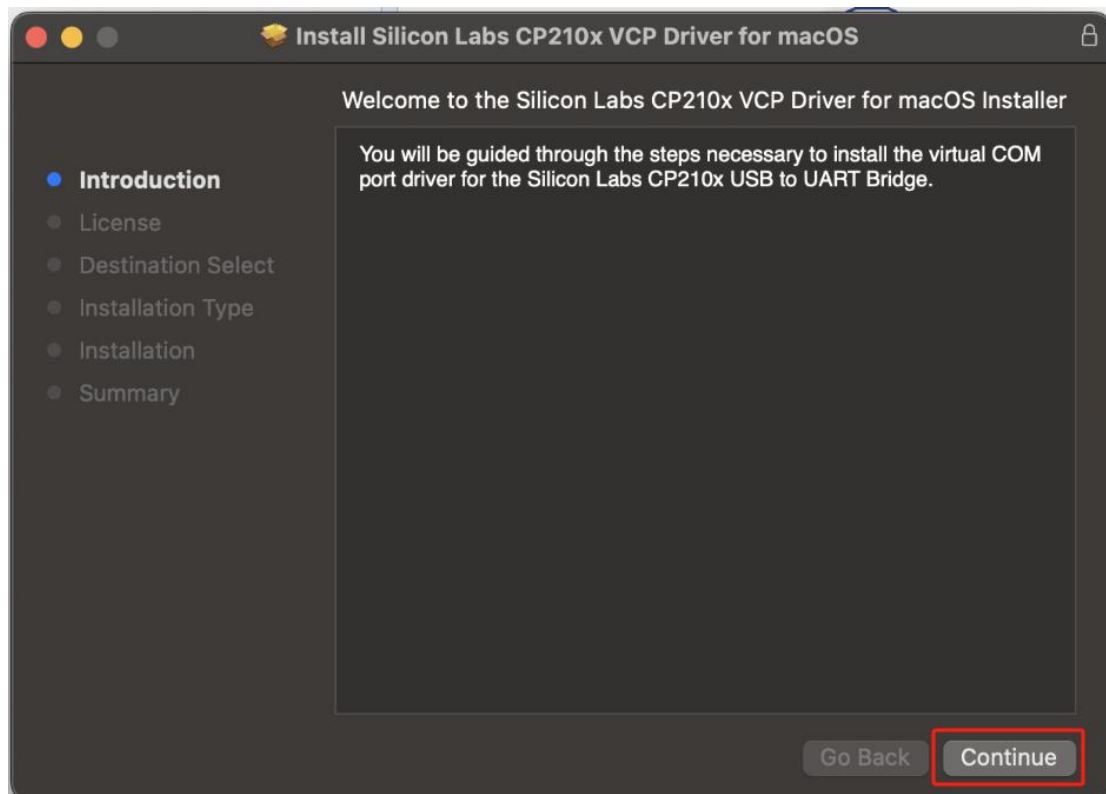 Install Silicon Labs CP210x VCP Driver for macOS
Welcome to the Silicon Labs CP210x VCP Driver for macOS Installer
Introduction
License
Destination Select
Installation Type
Installation
Summary
You will be guided through the steps necessary to install the virtual COM
port driver for the Silicon Labs CP210x USB to UART Bridge.
Go Back
Continue